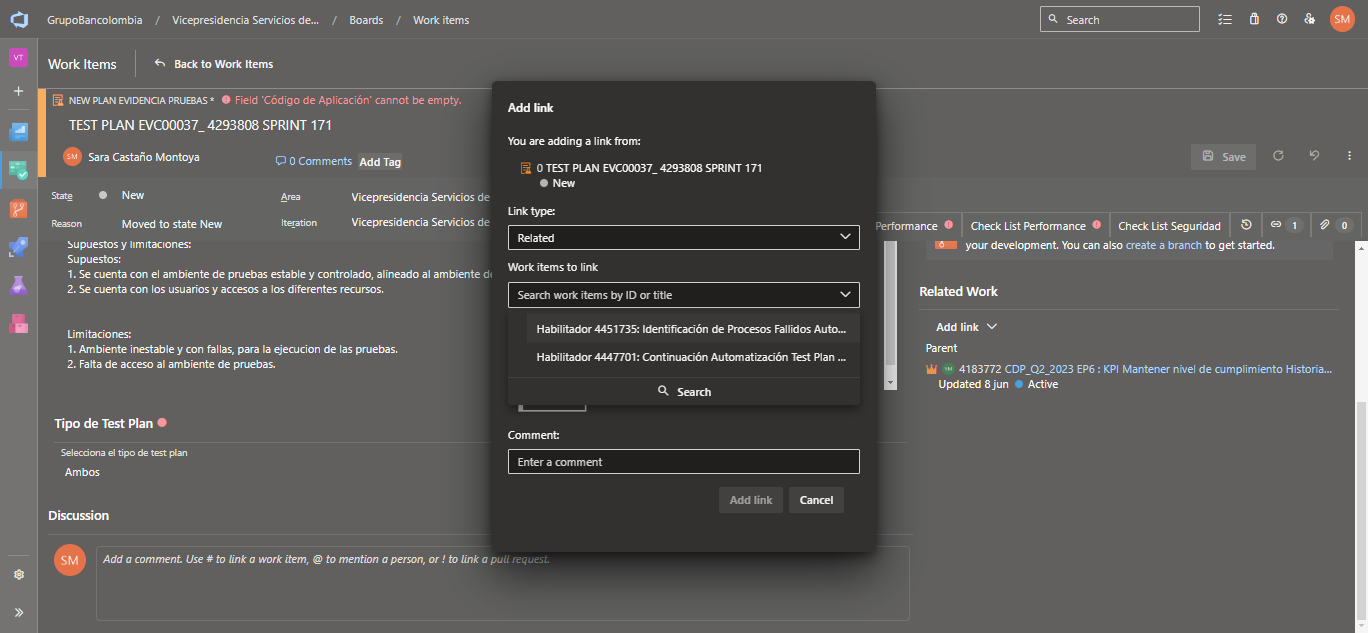 GrupoBancolombia / Vicepresidencia Servicios de... / Boards / Work items
Search
SM
VT
Work Items
Back to Work Items
NEW PLAN EVIDENCIA PRUEBAS * Field 'Código de Aplicación' cannot be empty.
TEST PLAN EVC00037_ 4293808 SPRINT 171
SM Sara Castaño Montoya
0 Comments
Add Tag
Save
State
New
Area
Vicepresidencia Servicios de
Reason
Moved to state New
Iteration
Vicepresidencia Servicios de
Performance
Check List Performance
Check List Seguridad
1
0
Supuestos y limitaciones:
Supuestos:
1. Se cuenta con el ambiente de pruebas estable y controlado, alineado al ambiente de
2. Se cuenta con los usuarios y accesos a los diferentes recursos.
Limitaciones:
1. Ambiente inestable y con fallas, para la ejecucion de las pruebas.
2. Falta de acceso al ambiente de pruebas.
Tipo de Test Plan
Selecciona el tipo de test plan
Ambos
Discussion
SM
Add a comment. Use # to link a work item, @ to mention a person, or ! to link a pull request.
Add link
You are adding a link from:
0 TEST PLAN EVC00037_ 4293808 SPRINT 171
New
Link type:
Related
Work items to link
Search work items by ID or title
Habilitador 4451735: Identificación de Procesos Fallidos Auto...
Habilitador 4447701: Continuación Automatización Test Plan ...
Search
Comment:
Enter a comment
Add link
Cancel
your development. You can also create a branch to get started.
Related Work
Add link
Parent
4183772 CDP_Q2_2023 EP6 : KPI Mantener nivel de cumplimiento Historia...
Updated 8 jun Active